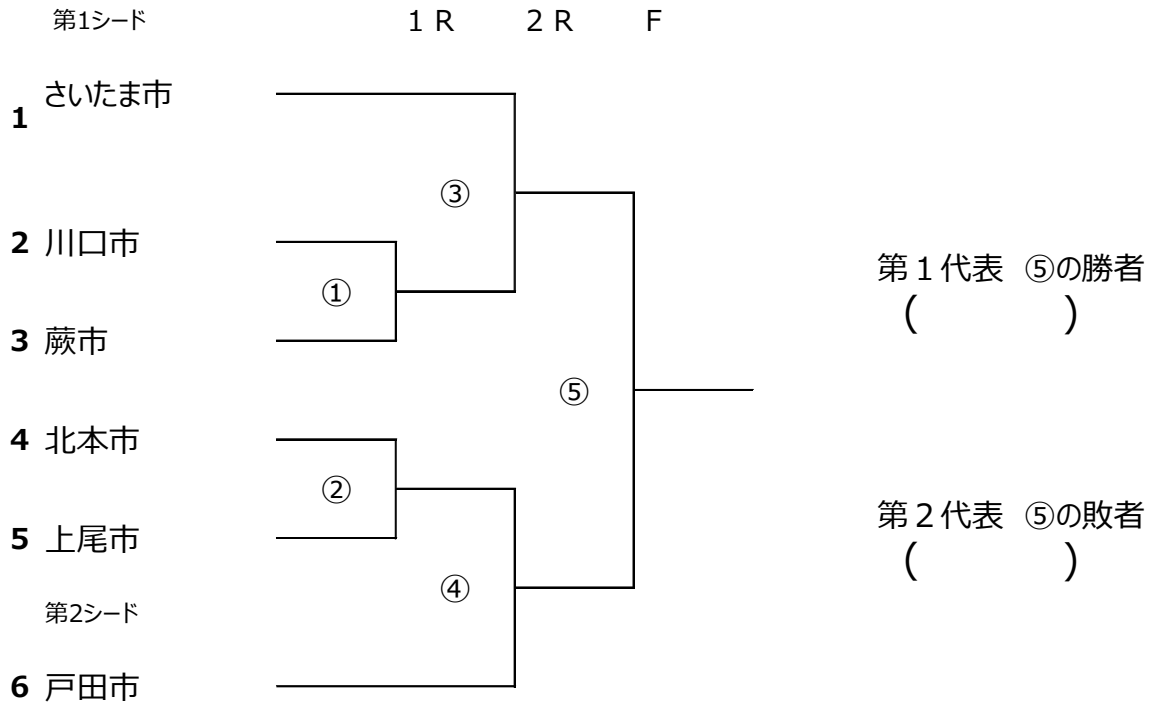 第1シード １Ｒ ２Ｒ Ｆ
さいたま市
1
③
2 川口市
第１代表 ⑤の勝者
①
( )
3 蕨市
⑤
4 北本市
②
第２代表 ⑤の敗者
5 上尾市
( )
④
第2シード
6 戸田市